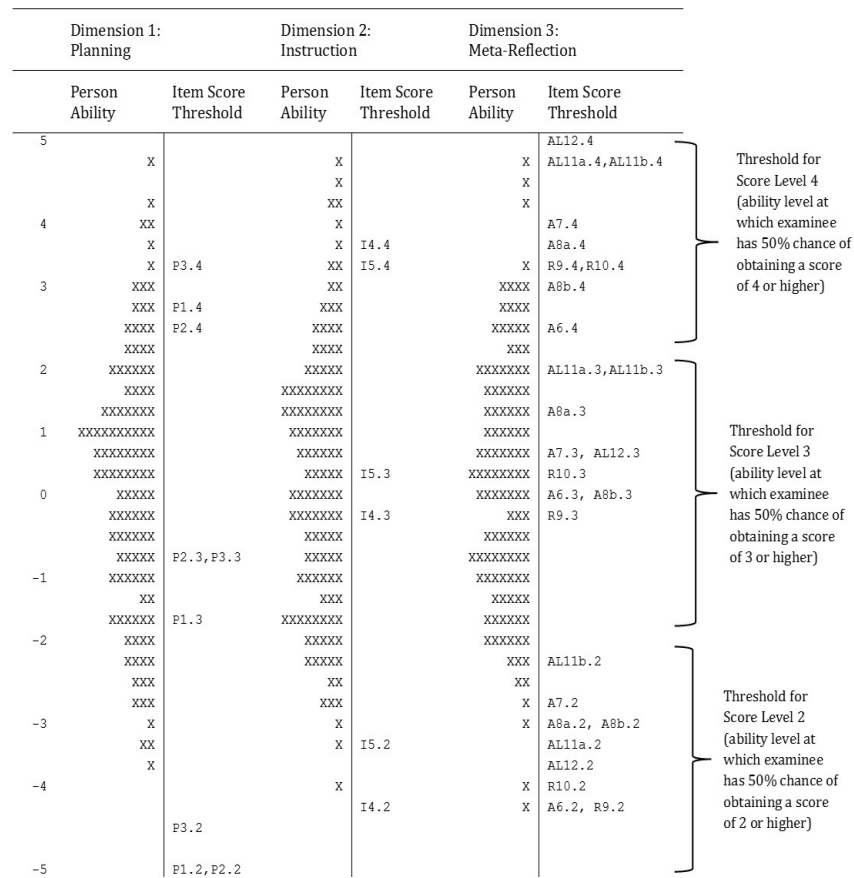 Dimension 1: Dimension 2: Dimension 3:
Planning Instruction Meta-Reflection
Person Item Score Person Item Score Person Item Score
Ability Threshold Ability Threshold Ability Threshold
5 AL12.4
X X X AL11a.4,AL11b.4
X X
X XX X
4 XX X A7.4
X X I4.4 A8a.4
X P3.4 XX I5.4 X R9.4,R10.4
3 XXX XX XXXX A8b.4
XXX P1.4 XXX XXXX
XXXX P2.4 XXXX XXXXX A6.4
XXXX XXXX XXX
2 XXXXXX XXXXX XXXXXXX AL11a.3,AL11b.3
XXXX XXXXXXXX XXXXXX
XXXXXXX XXXXXXXX XXXXXX A8a.3
1 XXXXXXXXXX XXXXXXX XXXXXX
XXXXXXXX XXXXXX XXXXXXX A7.3, AL12.3
XXXXXXXX XXXXX I5.3 XXXXXXXX R10.3
0 XXXXX XXXXXXX XXXXXXX A6.3, A8b.3
XXXXXX XXXXXXX I4.3 XXX R9.3
XXXXXX XXXXX XXXXXX
XXXXX P2.3,P3.3 XXXXX XXXXXXXX
−1 XXXXXX XXXXXX XXXXXXX
XX XXX XXXXX
XXXXXX P1.3 XXXXXXXX XXXXXX
−2 XXXX XXXXX XXXXXX
XXXX XXXXX XXX AL11b.2
XXX XX XX
XXX XXX X A7.2
−3 X X X A8a.2, A8b.2
XX X I5.2 AL11a.2
X AL12.2
−4 X X R10.2
I4.2 X A6.2, R9.2
P3.2
−5 P1.2,P2.2
Threshold for
Score Level 4
(ability level at
which examinee
has 50% chance of
obtaining a score
of 4 or higher)
Threshold for
Score Level 3
(ability level at
which examinee
has 50% chance of
obtaining a score
of 3 or higher)
Threshold for
Score Level 2
(ability level at
which examinee
has 50% chance of
obtaining a score
of 2 or higher)